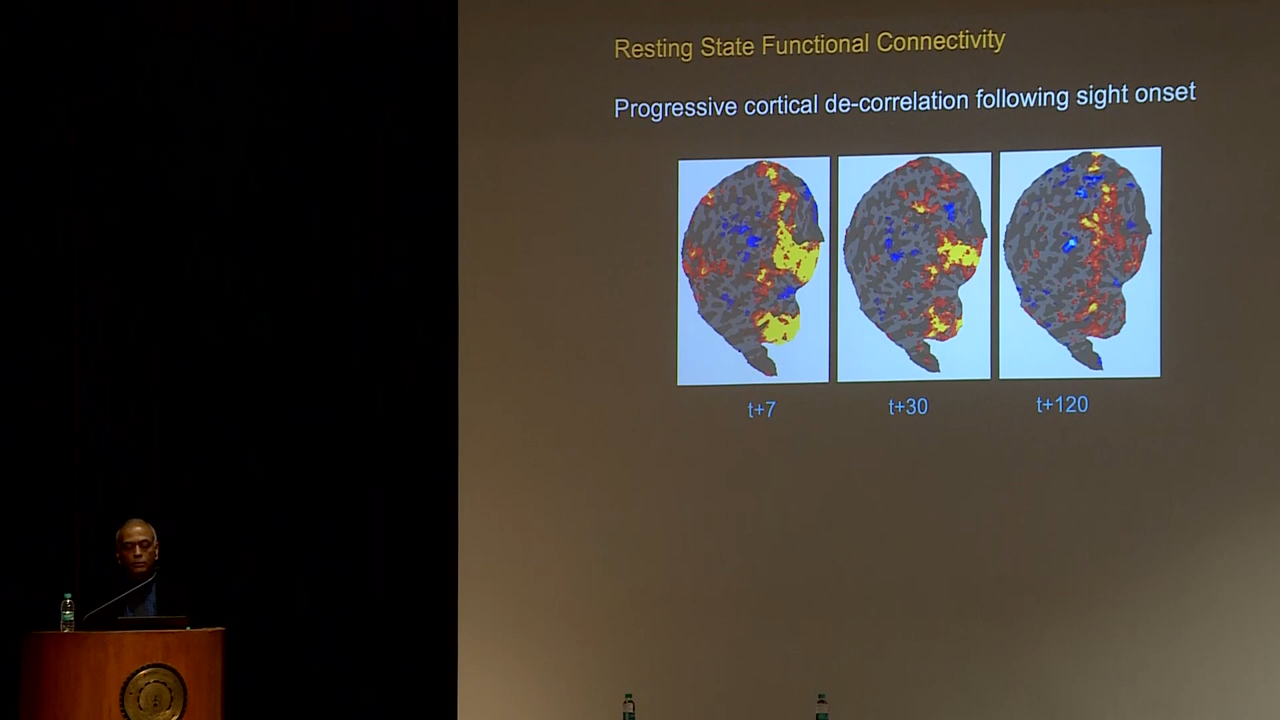 Resting State Functional Connectivity
Progressive cortical de-correlation following sight onset
t+7
t+30
t+120